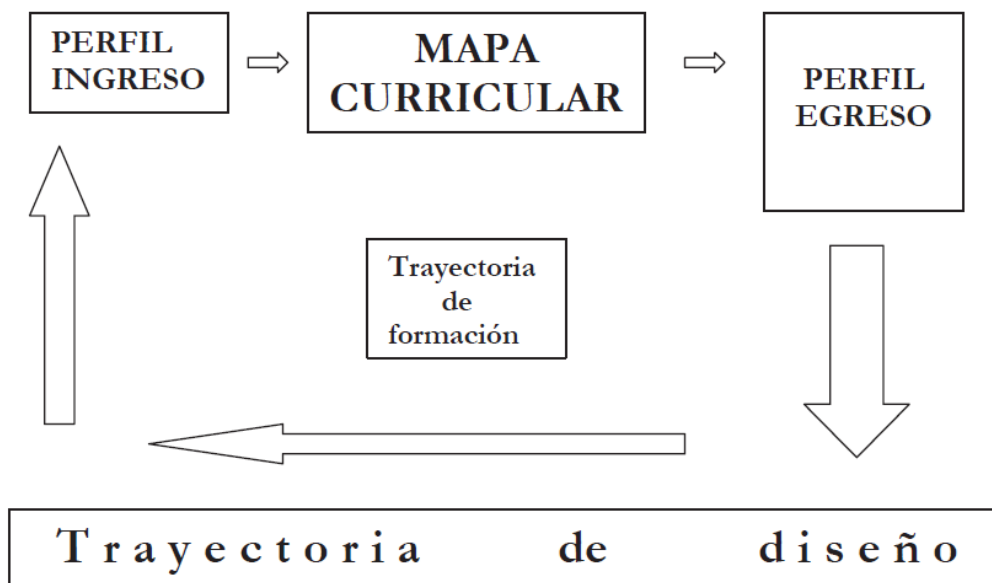 PERFIL
INGRESO
MAPA
CURRICULAR
PERFIL
EGRESO
Trayectoria
de
formación
Trayectoria de diseño